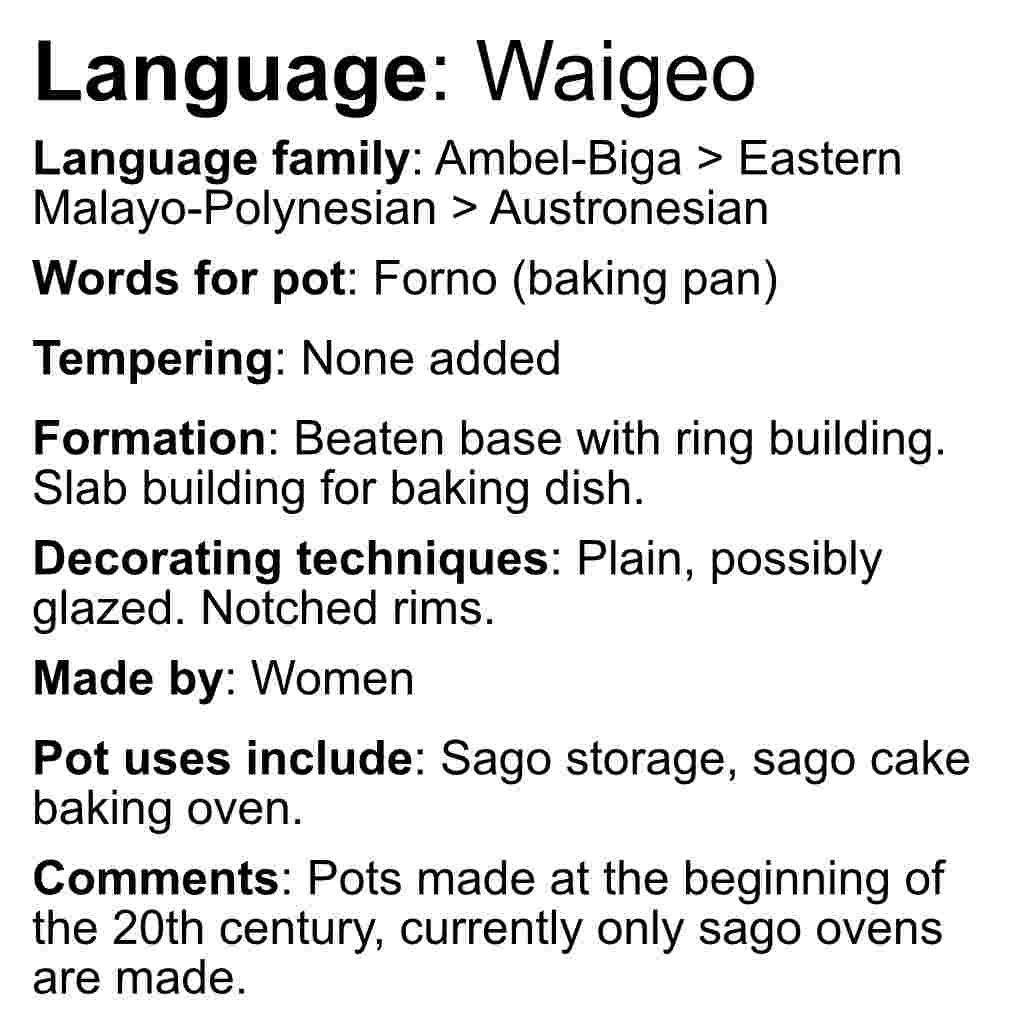 Language: Waigeo
Language family: Ambel-Biga > Eastern
Malayo-Polynesian > Austronesian
Words for pot: Forno (baking pan)
Tempering: None added
Formation: Beaten base with ring building.
Slab building for baking dish.
Decorating techniques: Plain, possibly
glazed. Notched rims.
Made by: Women
Pot uses include: Sago storage, sago cake
baking oven.
Comments: Pots made at the beginning of
the 20th century, currently only sago ovens
are made.